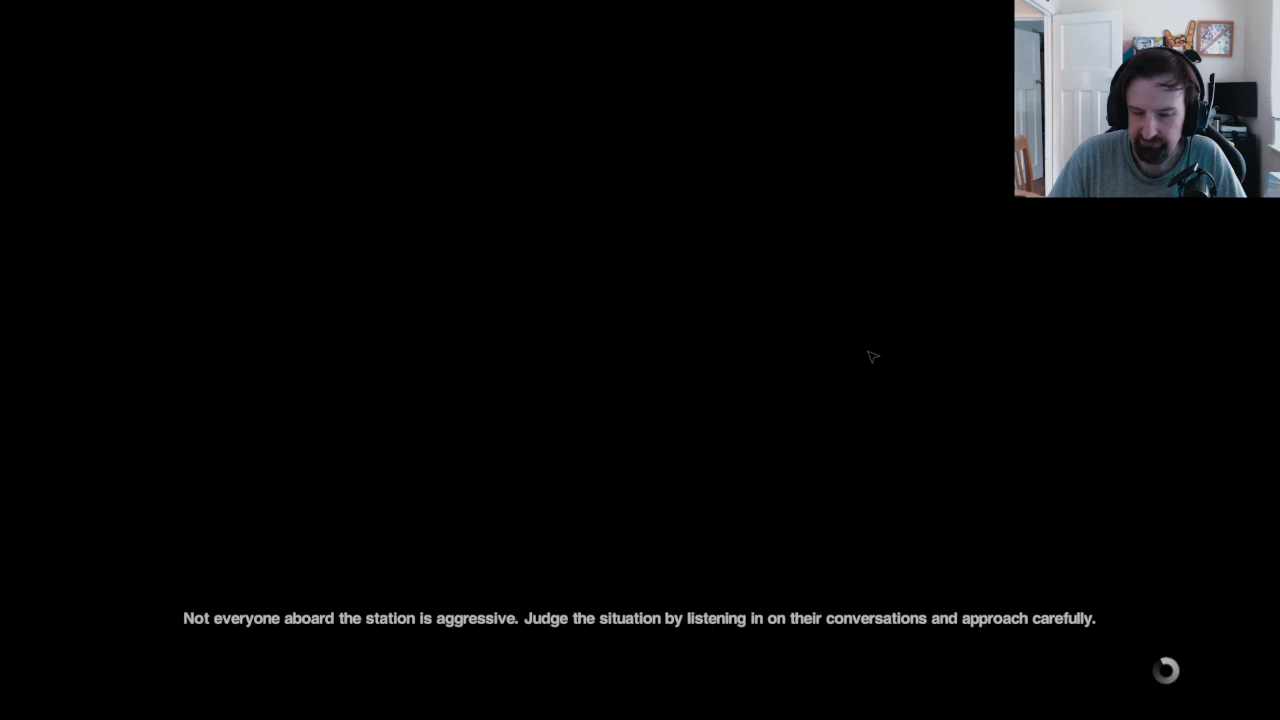 Not everyone aboard the station is aggressive. Judge the situation by listening in on their conversations and approach carefully.